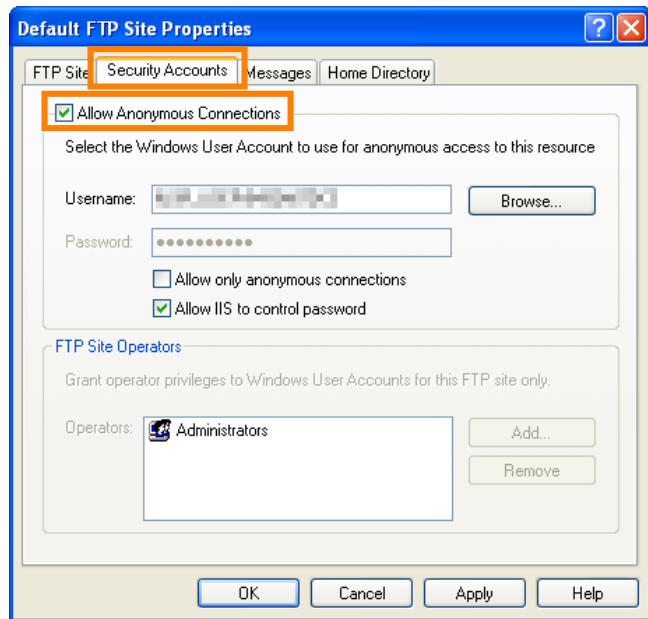 Default FTP Site Properties
FTP Site Security Accounts Messages Home Directory
Allow Anonymous Connections
Select the Windows User Account to use for anonymous access to this resource
Username: Browse...
Password:
Allow only anonymous connections
Allow IIS to control password
FTP Site Operators
Grant operator privileges to Windows User Accounts for this FTP site only.
Operators: Administrators Add...
Remove
OK Cancel Apply Help